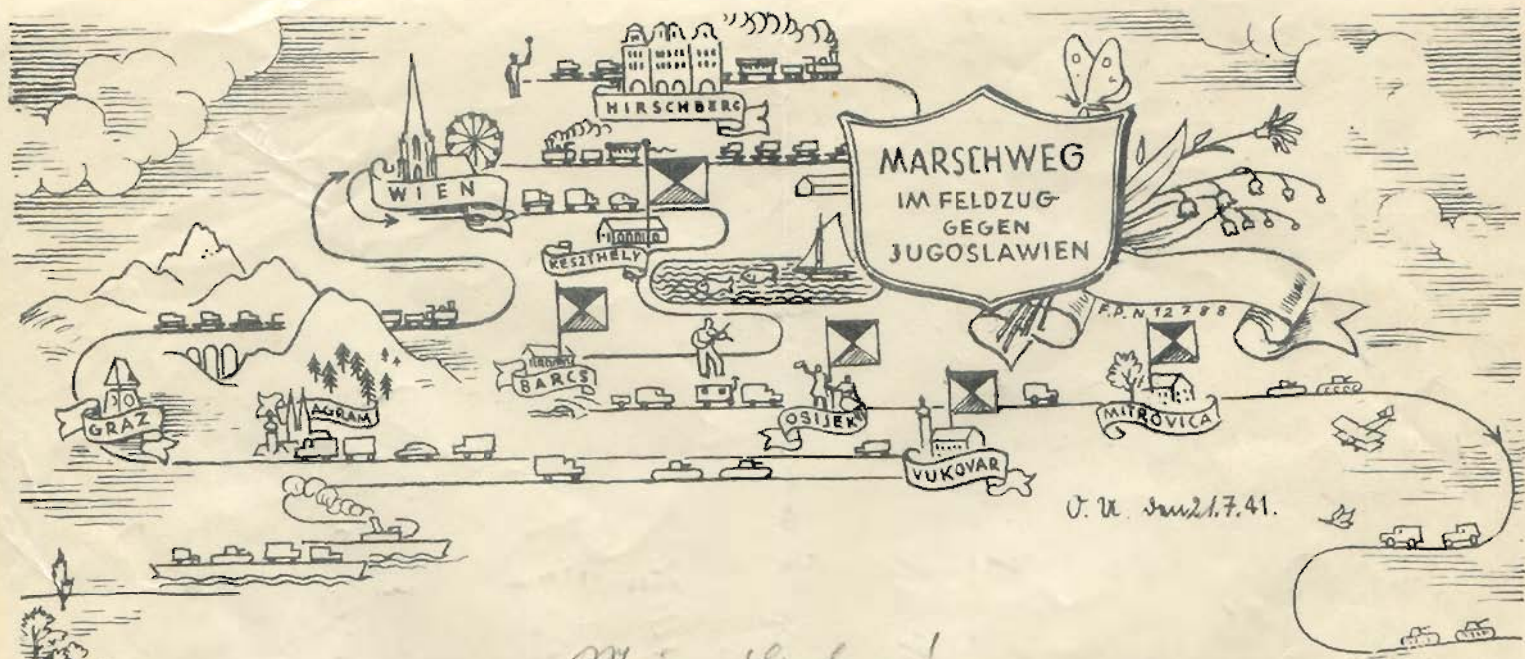 HIRSCHBERG
WIEN
MARSCHWEG
IM FELDZUG
GEGEN
JUGOSLAWIEN
KESZTHELY
F.P.N 12788
BARCS
GRAZ
AGRAM
OSIJEK
MITROVICA
VUKOVAR
O. U. den 21.7.41.